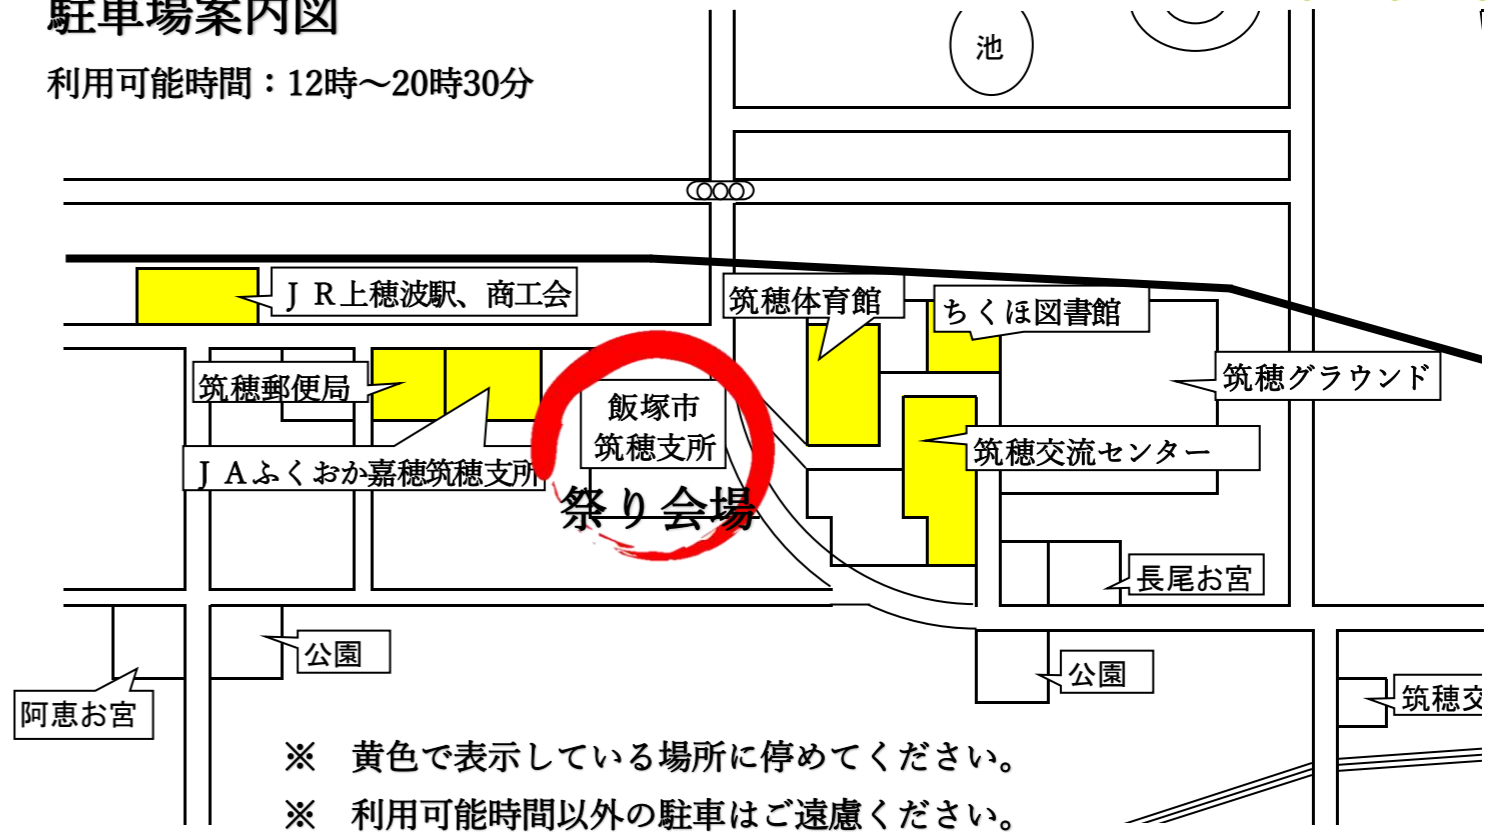 駐車場案内図
利用可能時間：12時～20時30分
池
ＪＲ上穂波駅、商工会
筑穂体育館
ちくほ図書館
筑穂グラウンド
筑穂郵便局
飯塚市
筑穂支所
筑穂交流センター
ＪＡふくおか嘉穂筑穂支所
祭り会場
長尾お宮
公園
公園
阿恵お宮
筑穂交
※　黄色で表示している場所に停めてください。
※　利用可能時間以外の駐車はご遠慮ください。